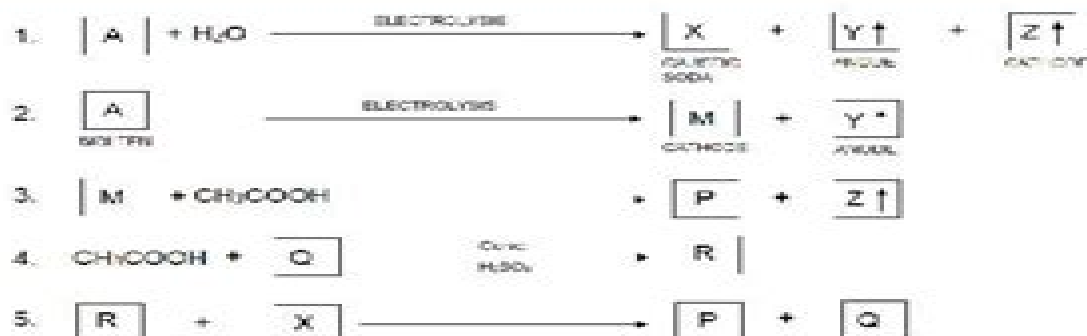 ELECTROLYSIS
1. A + H₂O X + Y ↑ + Z ↑
CAUSTIC SODA ANODE CATHODE
ELECTROLYSIS
2. A M + Y
MOLTEN CATHODE ANODE
3. M + CH₃COOH P + Z ↑
4. CH₃COOH + Q Conc. H₂SO₄ R
5. R + X P + Q